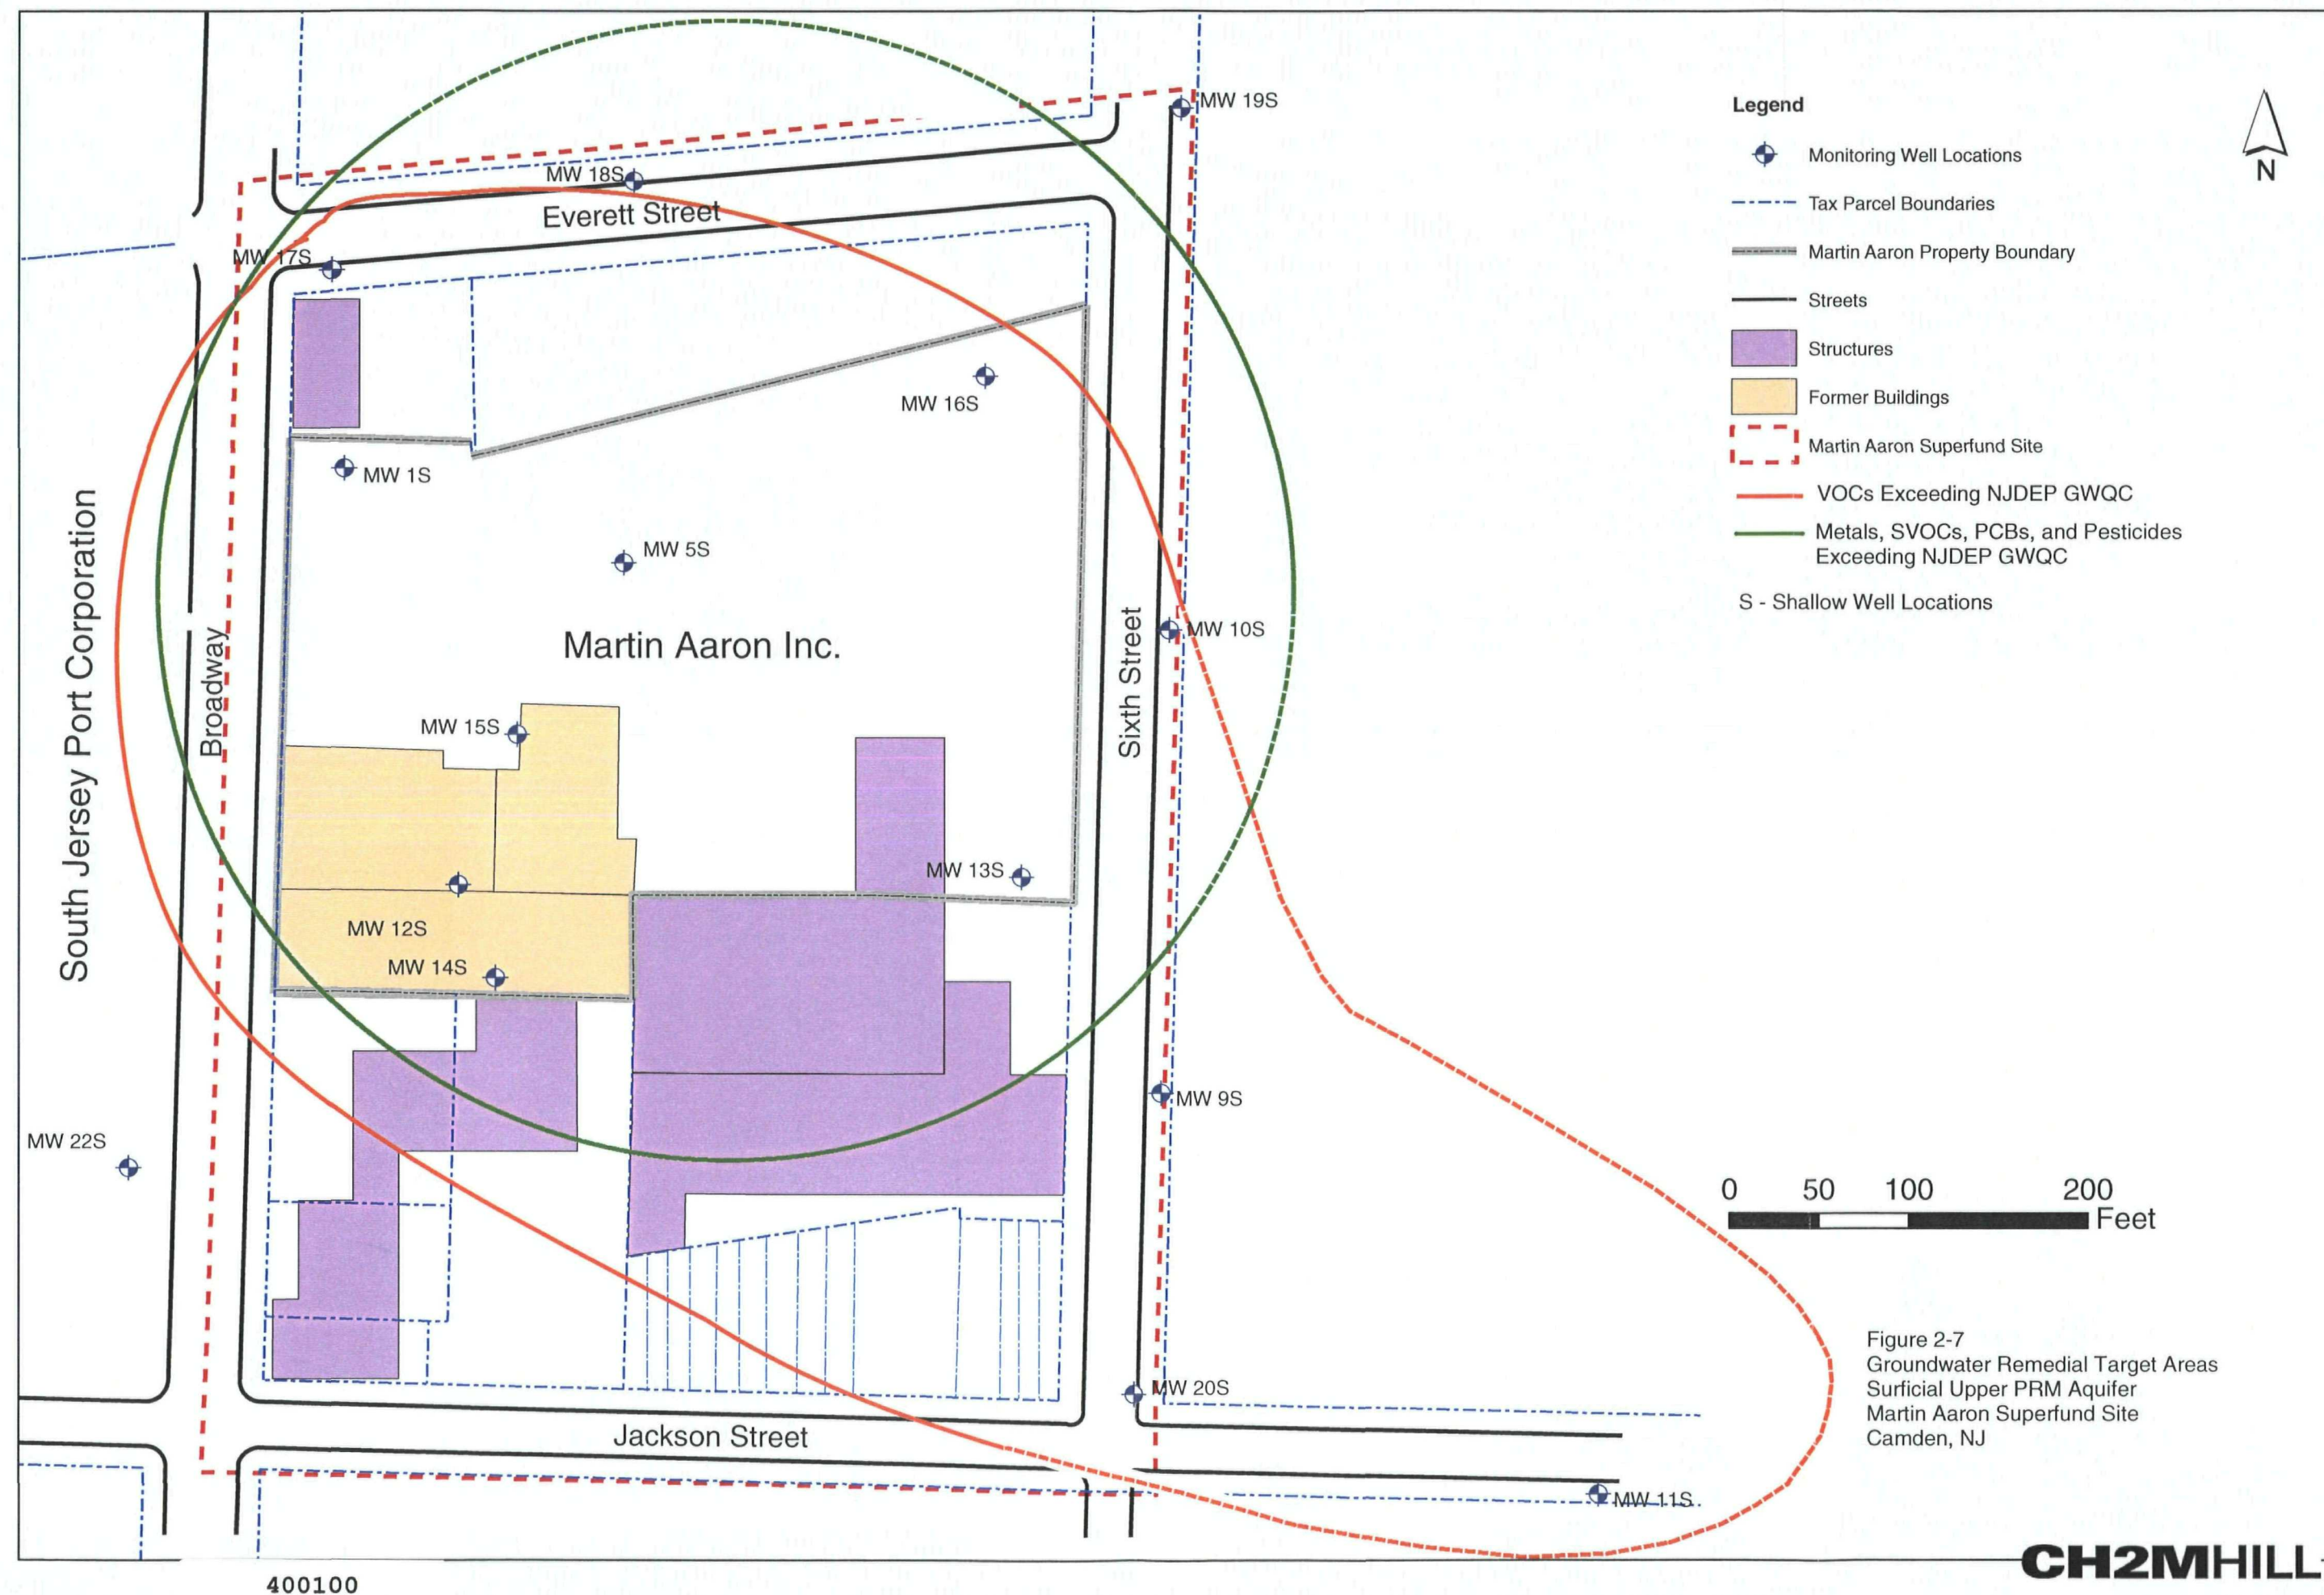 MW 19S
MW 18S
Everett Street
MW 17S
MW 16S
MW 1S
MW 5S
Martin Aaron Inc.
MW 10S
South Jersey Port Corporation
Broadway
Sixth Street
MW 15S
MW 13S
MW 12S
MW 14S
MW 9S
MW 22S
MW 20S
Jackson Street
MW 11S
Legend
Monitoring Well Locations
Tax Parcel Boundaries
Martin Aaron Property Boundary
Streets
Structures
Former Buildings
Martin Aaron Superfund Site
VOCs Exceeding NJDEP GWQC
Metals, SVOCs, PCBs, and Pesticides
Exceeding NJDEP GWQC
S - Shallow Well Locations
N
0 50 100 200
Feet
Figure 2-7
Groundwater Remedial Target Areas
Surficial Upper PRM Aquifer
Martin Aaron Superfund Site
Camden, NJ
CH2MHILL
400100